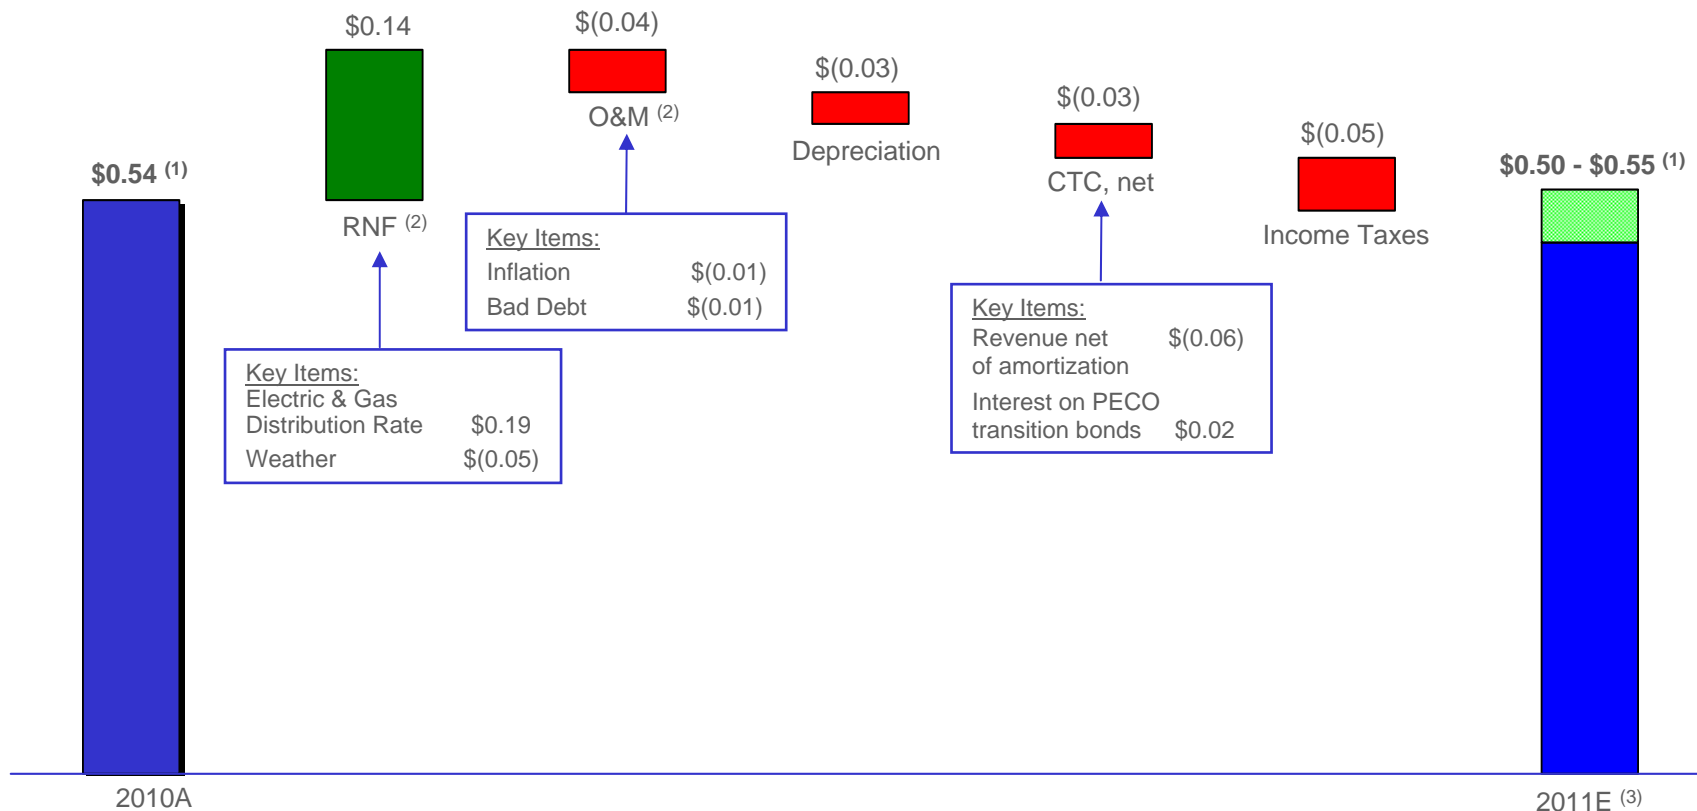 $0.54 (1)
$0.14
RNF (2)
Key Items:
Electric & Gas
Distribution Rate $0.19
Weather $(0.05)
$(0.04)
O&M (2)
Key Items:
Inflation $(0.01)
Bad Debt $(0.01)
$(0.03)
Depreciation
$(0.03)
CTC, net
Key Items:
Revenue net $(0.06)
of amortization
Interest on PECO
transition bonds $0.02
$(0.05)
Income Taxes
$0.50 - $0.55 (1)
2010A
2011E (3)